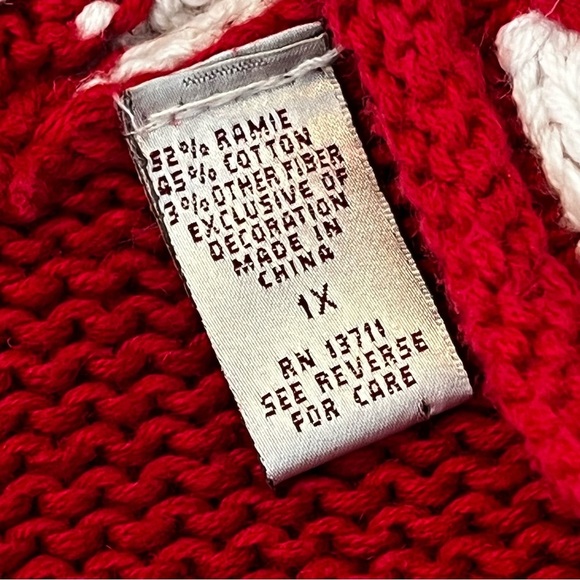 52% RAMIE
45% COTTON
3% OTHER FIBER
EXCLUSIVE OF
DECORATION
MADE IN
CHINA
1X
RN 13711
SEE REVERSE
FOR CARE